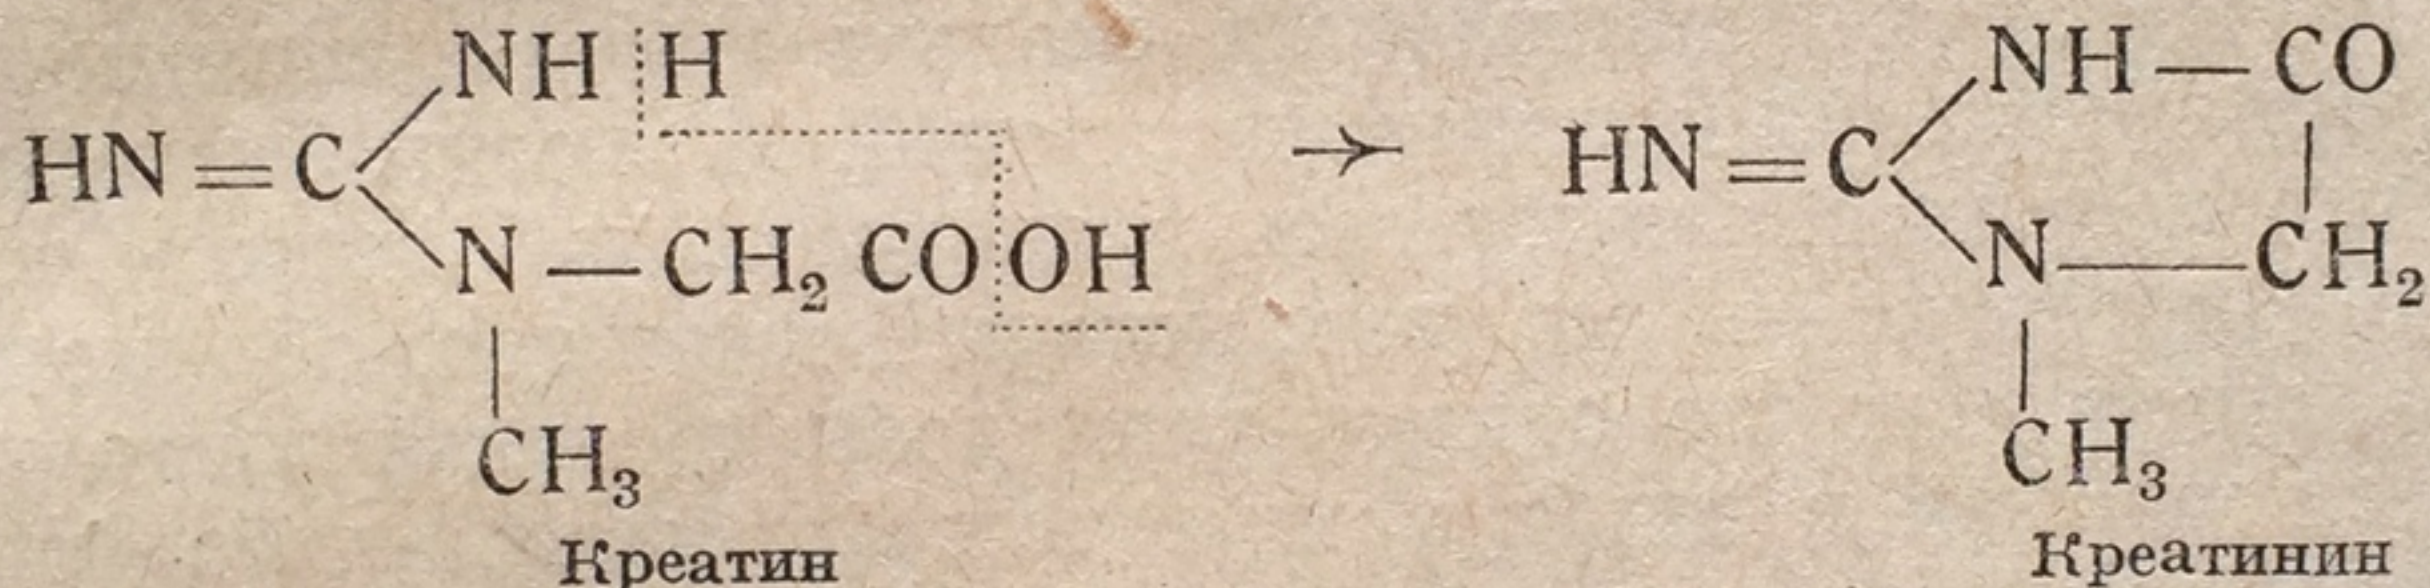 NH H NH — CO
HN = C → HN = C
N — CH₂ CO OH N — CH₂
CH₃ CH₃
Креатин Креатинин